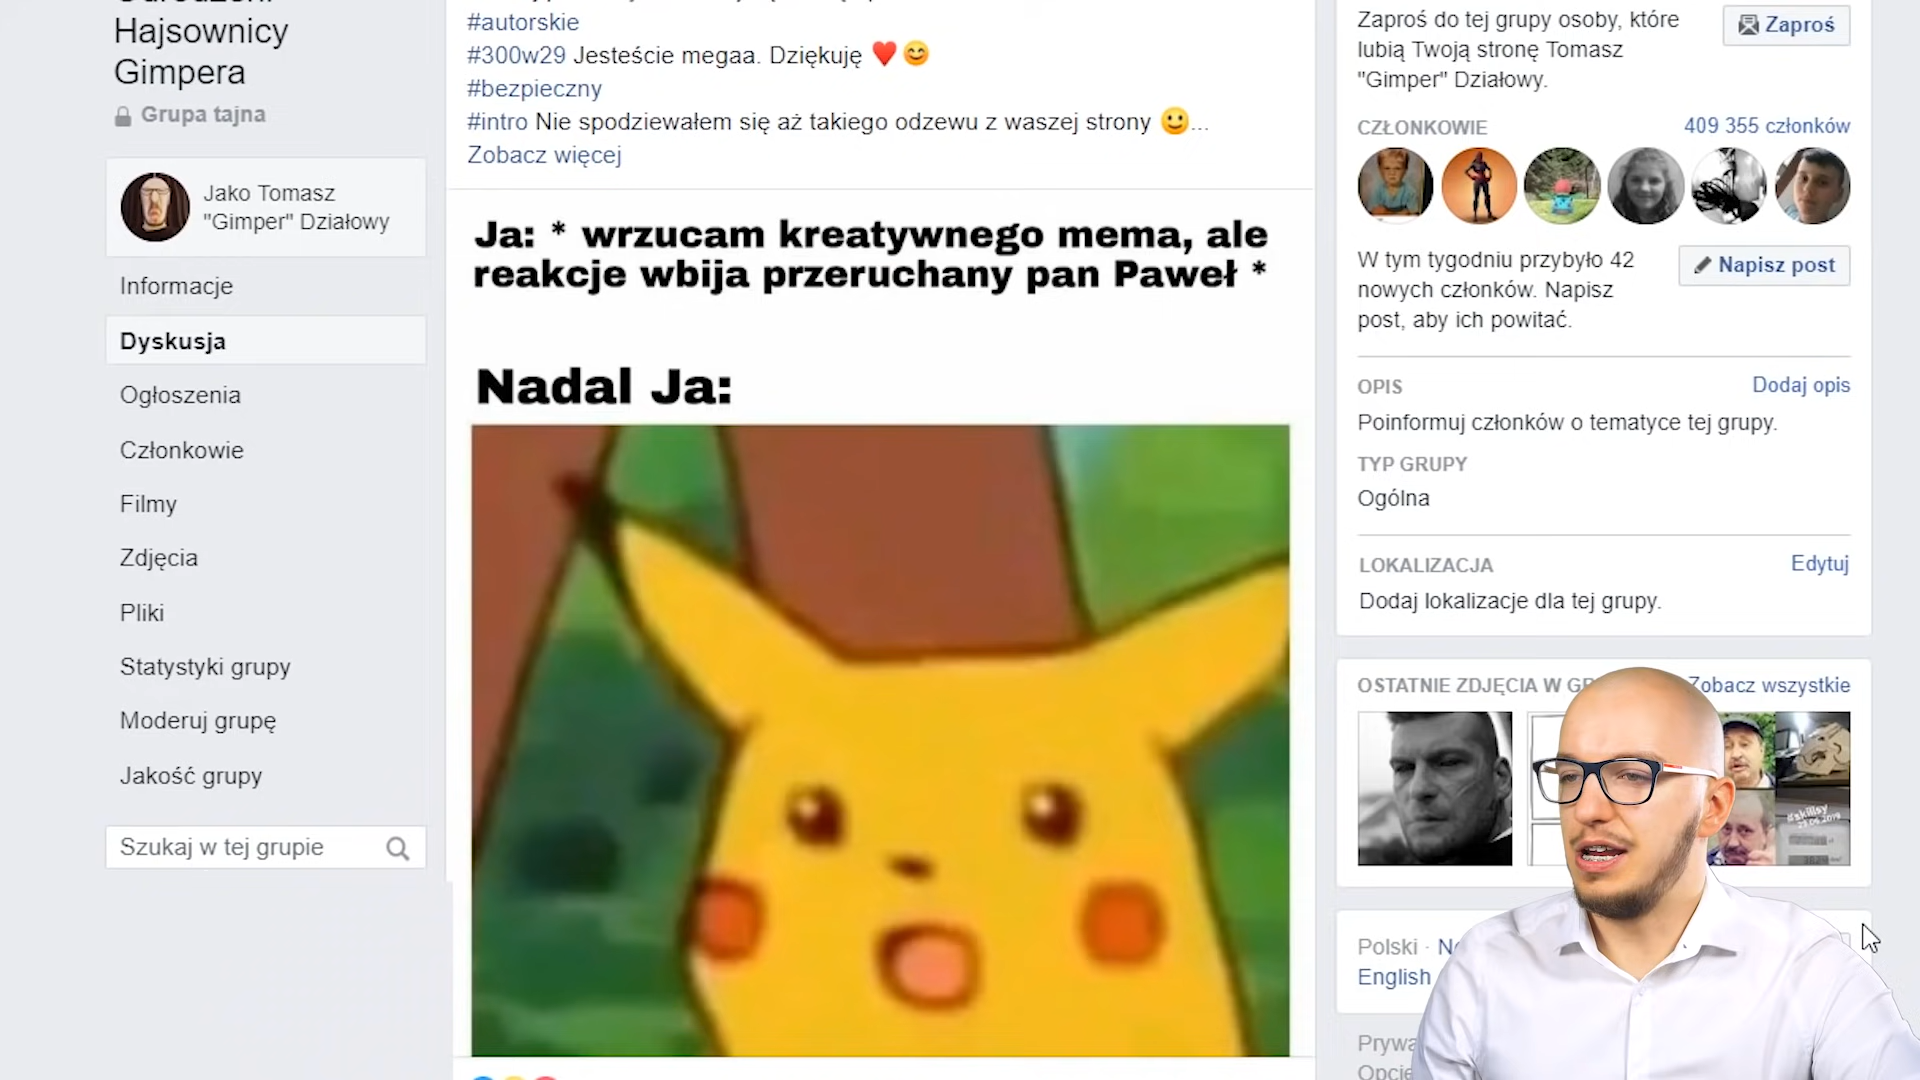 Hajsownicy
Gimpera
Grupa tajna
Jako Tomasz
"Gimper" Działowy
Informacje
Dyskusja
Ogłoszenia
Członkowie
Filmy
Zdjęcia
Pliki
Statystyki grupy
Moderuj grupę
Jakość grupy
Szukaj w tej grupie
#autorskie
#300w29 Jesteście megaa. Dziękuję ❤️😊
#bezpieczny
#intro Nie spodziewałem się aż takiego odzewu z waszej strony 🙂...
Zobacz więcej
Ja: * wrzucam kreatywnego mema, ale
reakcje wbija przeruchany pan Paweł *
Nadal Ja:
Zaproś do tej grupy osoby, które
lubią Twoją stronę Tomasz
"Gimper" Działowy.
Zaproś
CZŁONKOWIE
409 355 członków
W tym tygodniu przybyło 42
nowych członków. Napisz
post, aby ich powitać.
Napisz post
OPIS
Dodaj opis
Poinformuj członków o tematyce tej grupy.
TYP GRUPY
Ogólna
LOKALIZACJA
Edytuj
Dodaj lokalizacje dla tej grupy.
OSTATNIE ZDJĘCIA W
Zobacz wszystkie
#skillsy
Polski ·
English